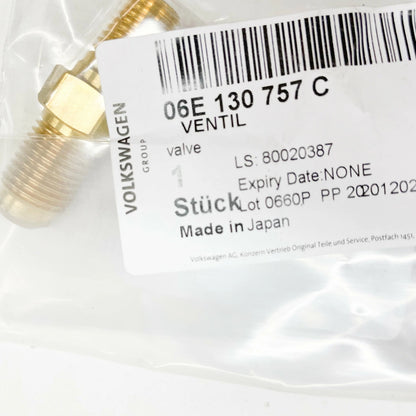 VOLKSWAGEN
GROUP
06E 130 757 C
VENTIL
valve
LS: 80020387
1
Expiry Date:NONE
Stück
Lot 0660P PP 20201202
Made in Japan
Volkswagen AG, Konzern Vertrieb Original Teile und Service, Postfach 1451,